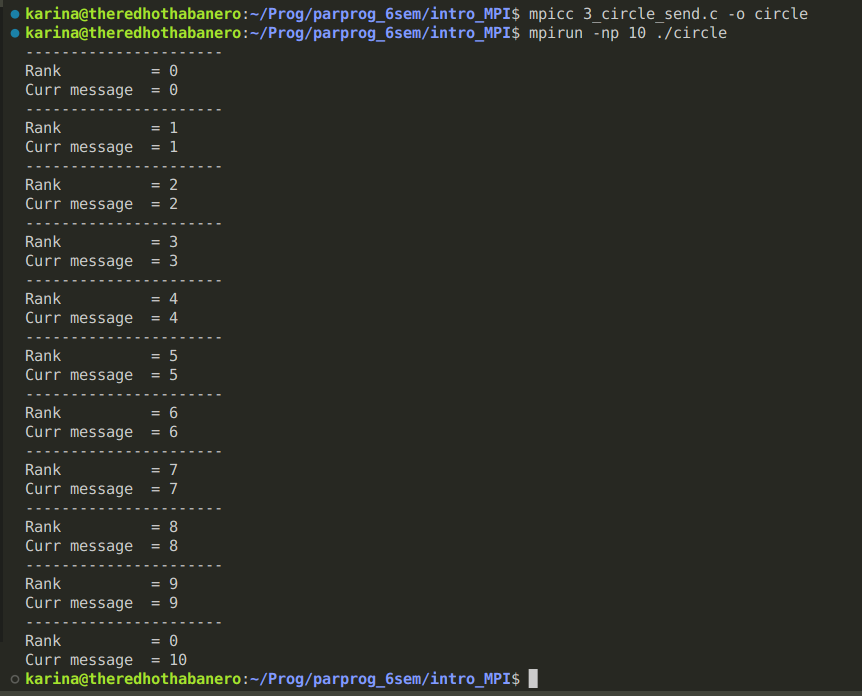 karina@theredhothabanero:~/Prog/parprog_6sem/intro_MPI$ mpicc 3_circle_send.c -o circle
karina@theredhothabanero:~/Prog/parprog_6sem/intro_MPI$ mpirun -np 10 ./circle
----------------------
Rank          = 0
Curr message  = 0
----------------------
Rank          = 1
Curr message  = 1
----------------------
Rank          = 2
Curr message  = 2
----------------------
Rank          = 3
Curr message  = 3
----------------------
Rank          = 4
Curr message  = 4
----------------------
Rank          = 5
Curr message  = 5
----------------------
Rank          = 6
Curr message  = 6
----------------------
Rank          = 7
Curr message  = 7
----------------------
Rank          = 8
Curr message  = 8
----------------------
Rank          = 9
Curr message  = 9
----------------------
Rank          = 0
Curr message  = 10
karina@theredhothabanero:~/Prog/parprog_6sem/intro_MPI$